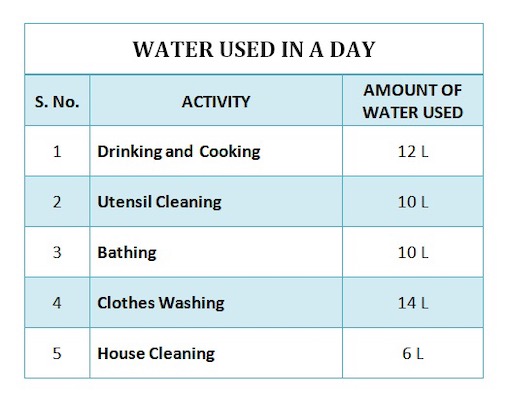 WATER USED IN A DAY
S. No. ACTIVITY AMOUNT OF WATER USED
1 Drinking and Cooking 12 L
2 Utensil Cleaning 10 L
3 Bathing 10 L
4 Clothes Washing 14 L
5 House Cleaning 6 L